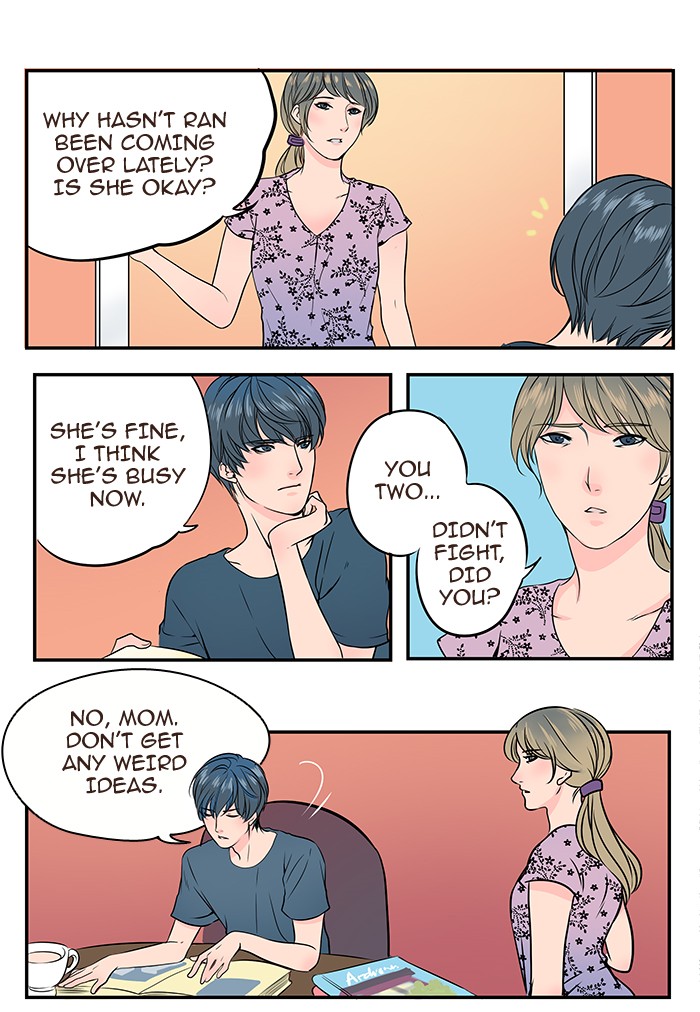 WHY HASN'T RAN
BEEN COMING
OVER LATELY?
IS SHE OKAY?
SHE'S FINE,
I THINK
SHE'S BUSY
NOW.
YOU
TWO...
DIDN'T
FIGHT,
DID
YOU?
NO, MOM.
DON'T GET
ANY WEIRD
IDEAS.